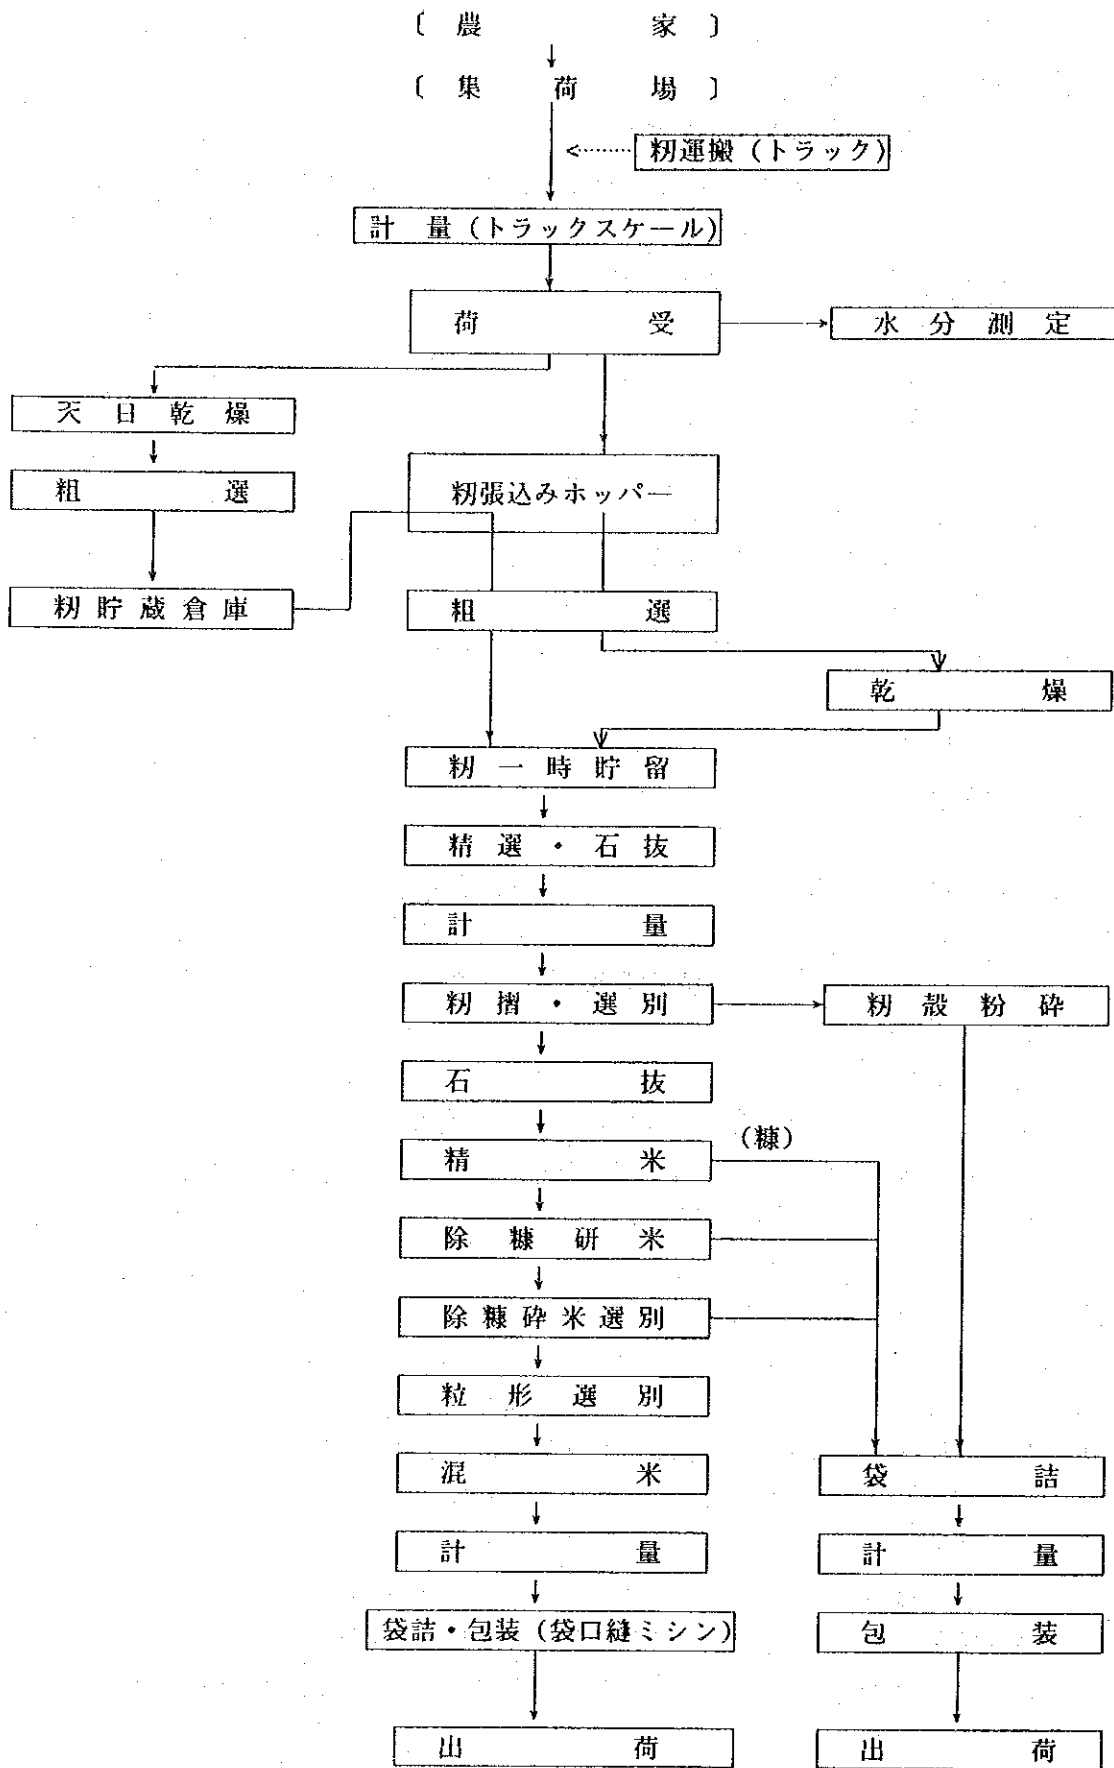 〔農家〕
〔集荷場〕
籾運搬(トラック)
計量(トラックスケール)
荷受
水分測定
天日乾燥
粗選
籾張込みホッパー
籾貯蔵倉庫
粗選
乾燥
籾一時貯留
精選・石抜
計量
籾摺・選別
籾殻粉砕
石抜
(糠)
精米
除糠研米
除糠砕米選別
粒形選別
混米
袋詰
計量
計量
袋詰・包装(袋口縫ミシン)
包装
出荷
出荷